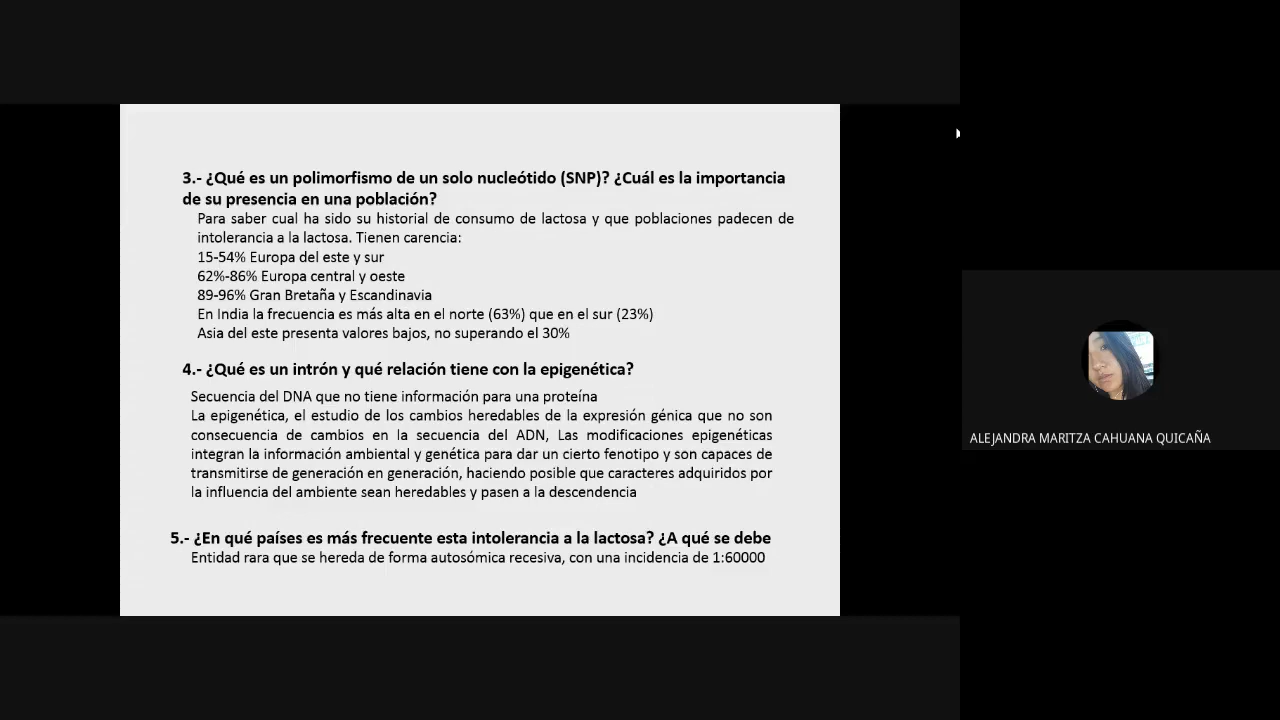 3.- ¿Qué es un polimorfismo de un solo nucleótido (SNP)? ¿Cuál es la importancia
de su presencia en una población?
Para saber cual ha sido su historial de consumo de lactosa y que poblaciones padecen de
intolerancia a la lactosa. Tienen carencia:
15-54% Europa del este y sur
62%-86% Europa central y oeste
89-96% Gran Bretaña y Escandinavia
En India la frecuencia es más alta en el norte (63%) que en el sur (23%)
Asia del este presenta valores bajos, no superando el 30%
4.- ¿Qué es un intrón y qué relación tiene con la epigenética?
Secuencia del DNA que no tiene información para una proteína
La epigenética, el estudio de los cambios heredables de la expresión génica que no son
consecuencia de cambios en la secuencia del ADN, Las modificaciones epigenéticas
integran la información ambiental y genética para dar un cierto fenotipo y son capaces de
transmitirse de generación en generación, haciendo posible que caracteres adquiridos por
la influencia del ambiente sean heredables y pasen a la descendencia
5.- ¿En qué países es más frecuente esta intolerancia a la lactosa? ¿A qué se debe
Entidad rara que se hereda de forma autosómica recesiva, con una incidencia de 1:60000
ALEJANDRA MARITZA CAHUANA QUICAÑA